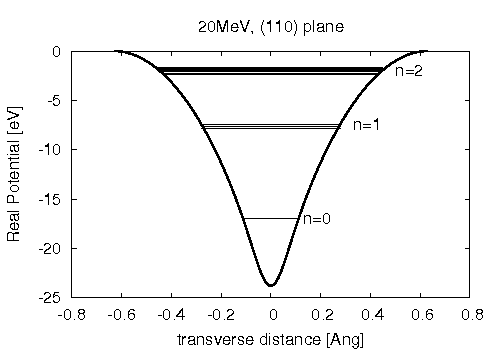 20MeV, (110) plane
Real Potential [eV]
0
-5
-10
-15
-20
-25
n=2
n=1
n=0
-0.8 -0.6 -0.4 -0.2 0 0.2 0.4 0.6 0.8
transverse distance [Ang]